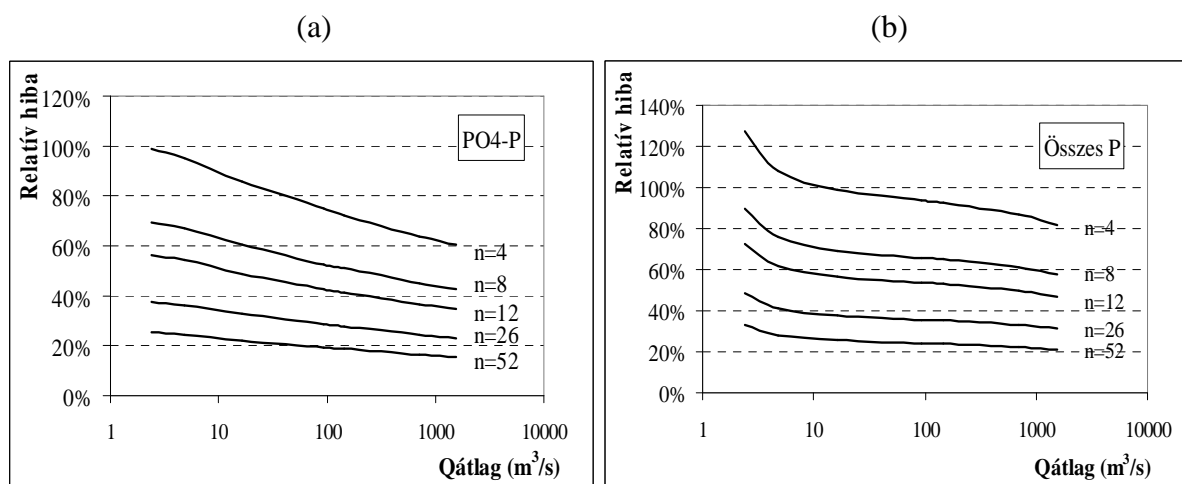 (a)
(b)
Relatív hiba
120%
100%
80%
60%
40%
20%
0%
PO4-P
n=4
n=8
n=12
n=26
n=52
1
10
100
1000
10000
Qátlag (m³/s)
Relatív hiba
140%
120%
100%
80%
60%
40%
20%
0%
Összes P
n=4
n=8
n=12
n=26
n=52
1
10
100
1000
10000
Qátlag (m³/s)